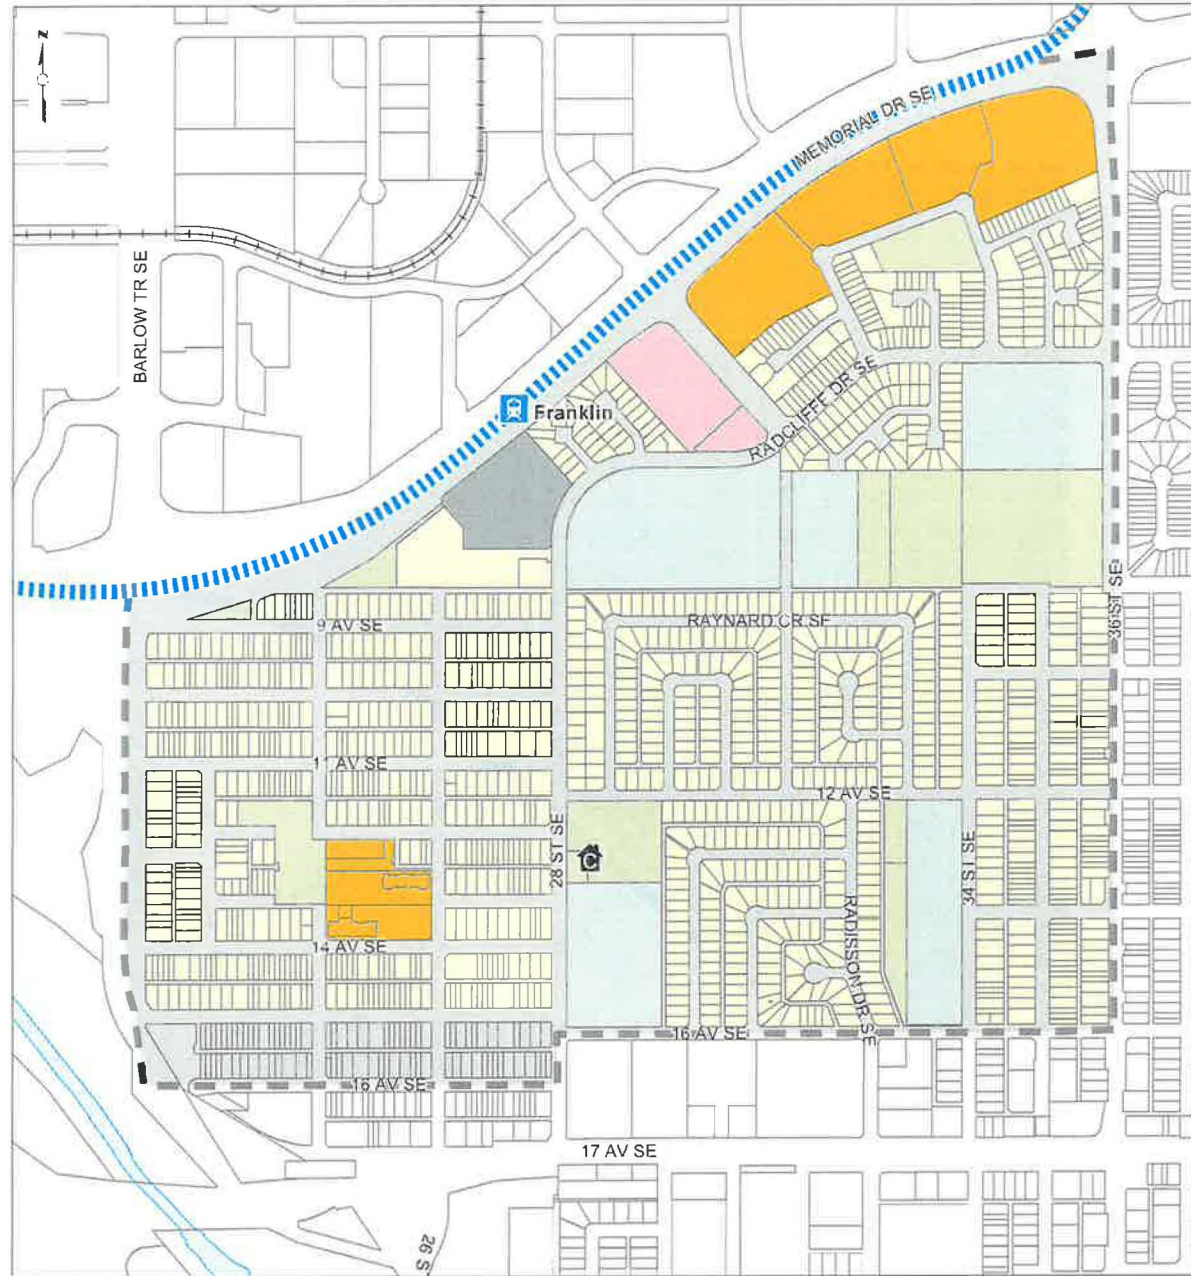 N
MEMORIAL DR SE
BARLOW TR SE
Franklin
RADCLIFFE DR SE
36 ST SE
9 AV SE
RAYNARD CR SE
11 AV SE
12 AV SE
28 ST SE
34 ST SE
14 AV SE
RADISSON DR SE
16 AV SE
16 AV SE
17 AV SE
26 S